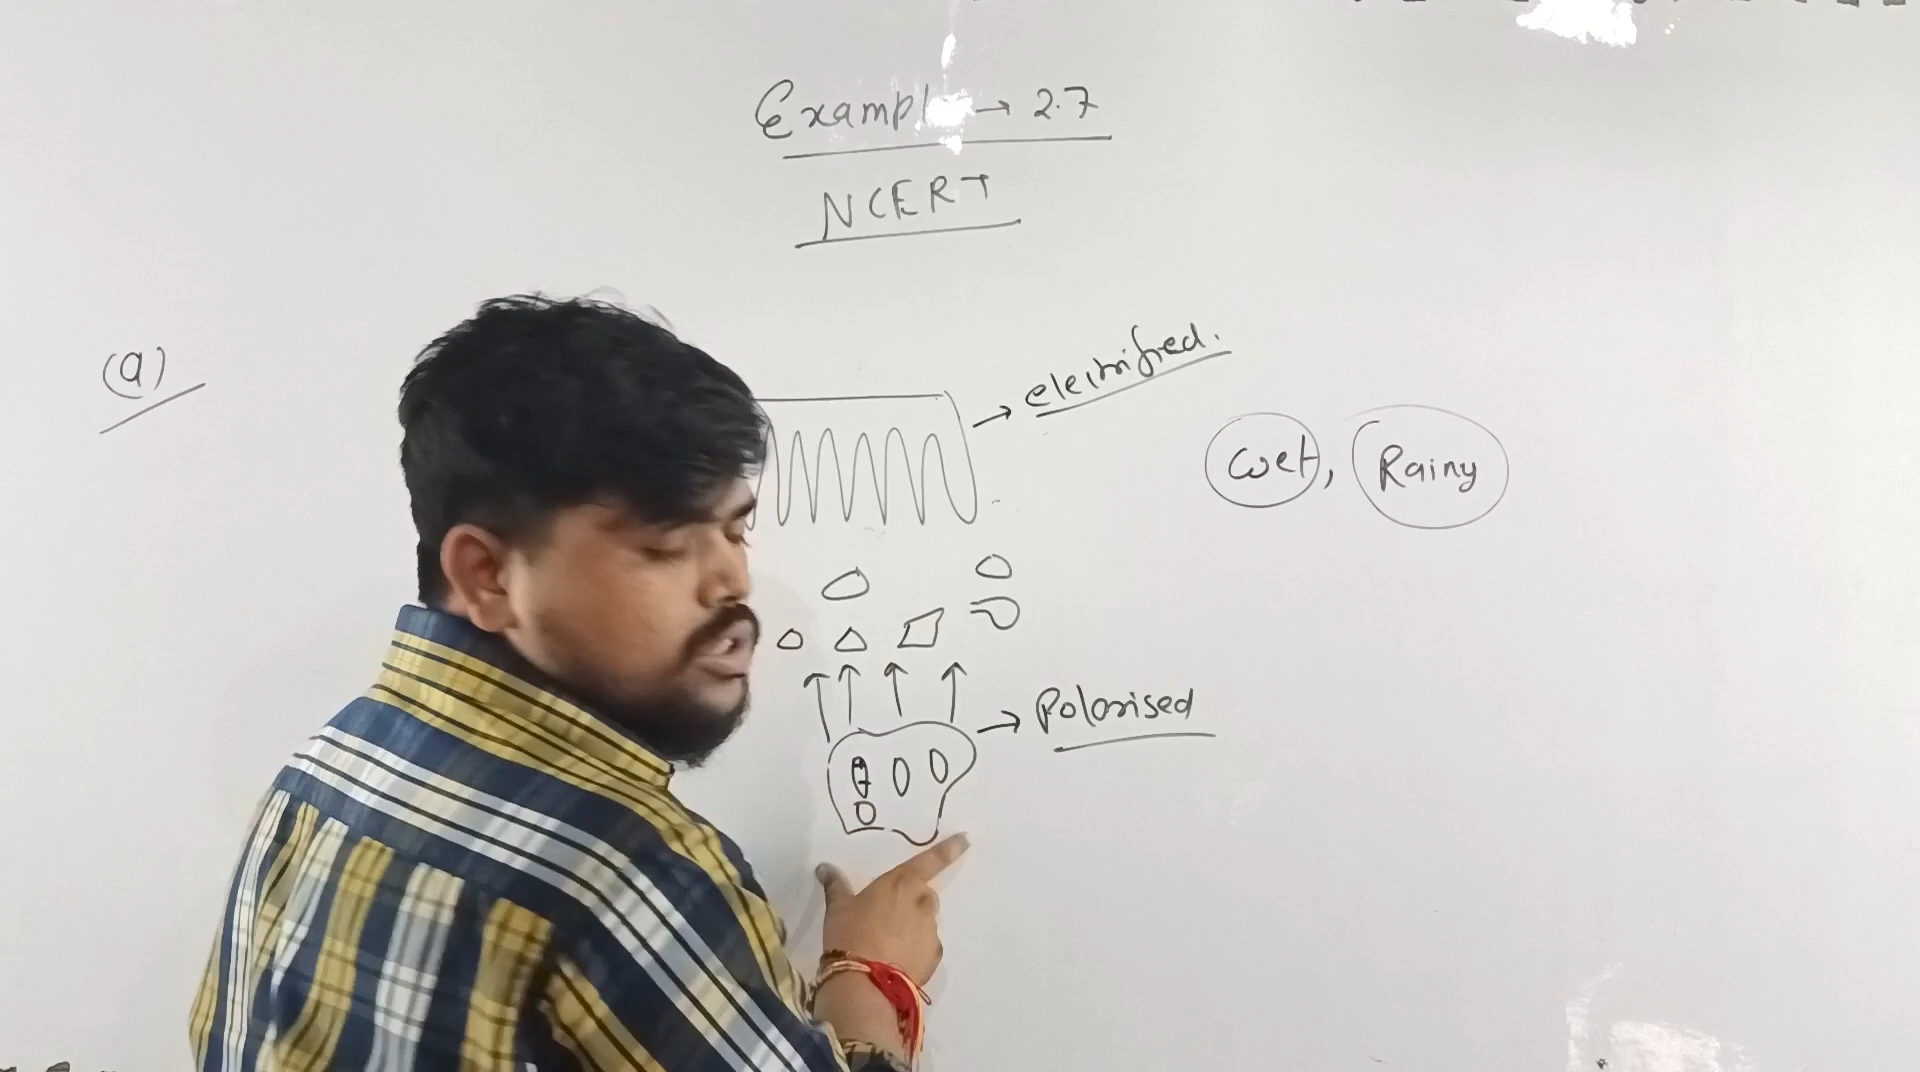 Example → 2.7
NCERT
(a)
→ electrified.
Wet, Rainy
→ Polarised